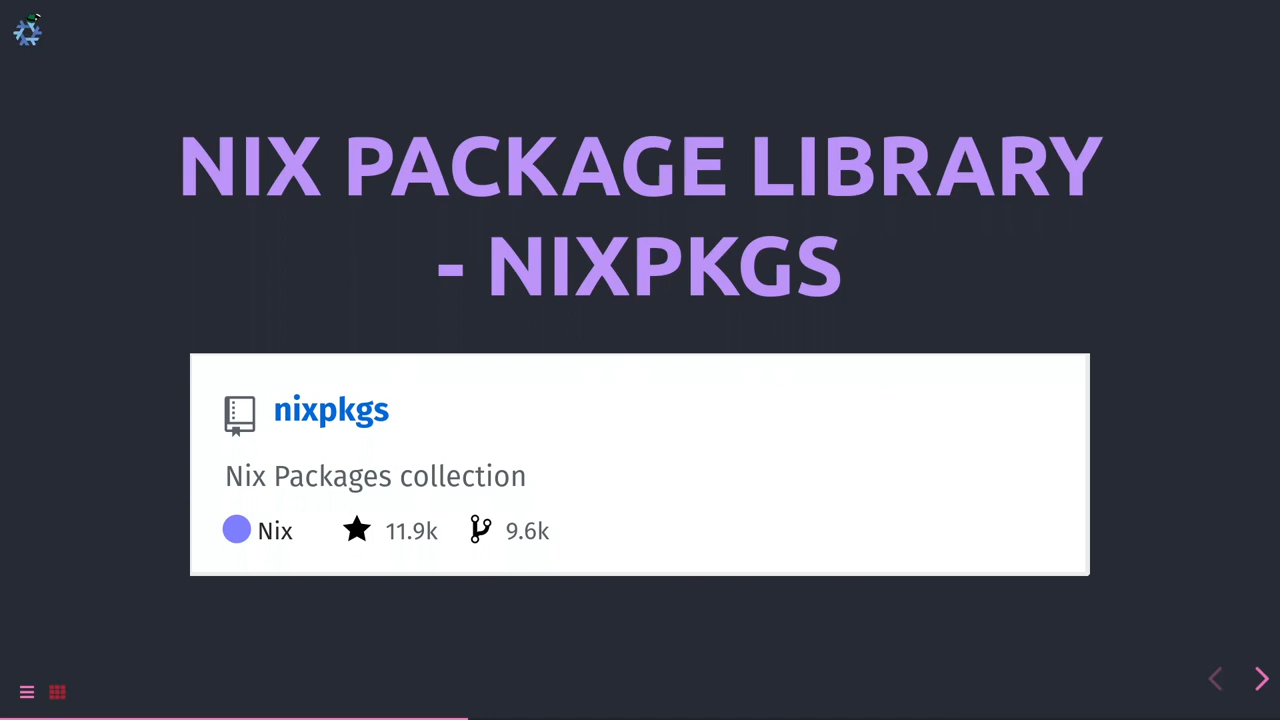 NIX PACKAGE LIBRARY
- NIXPKGS
nixpkgs
Nix Packages collection
Nix 11.9k 9.6k